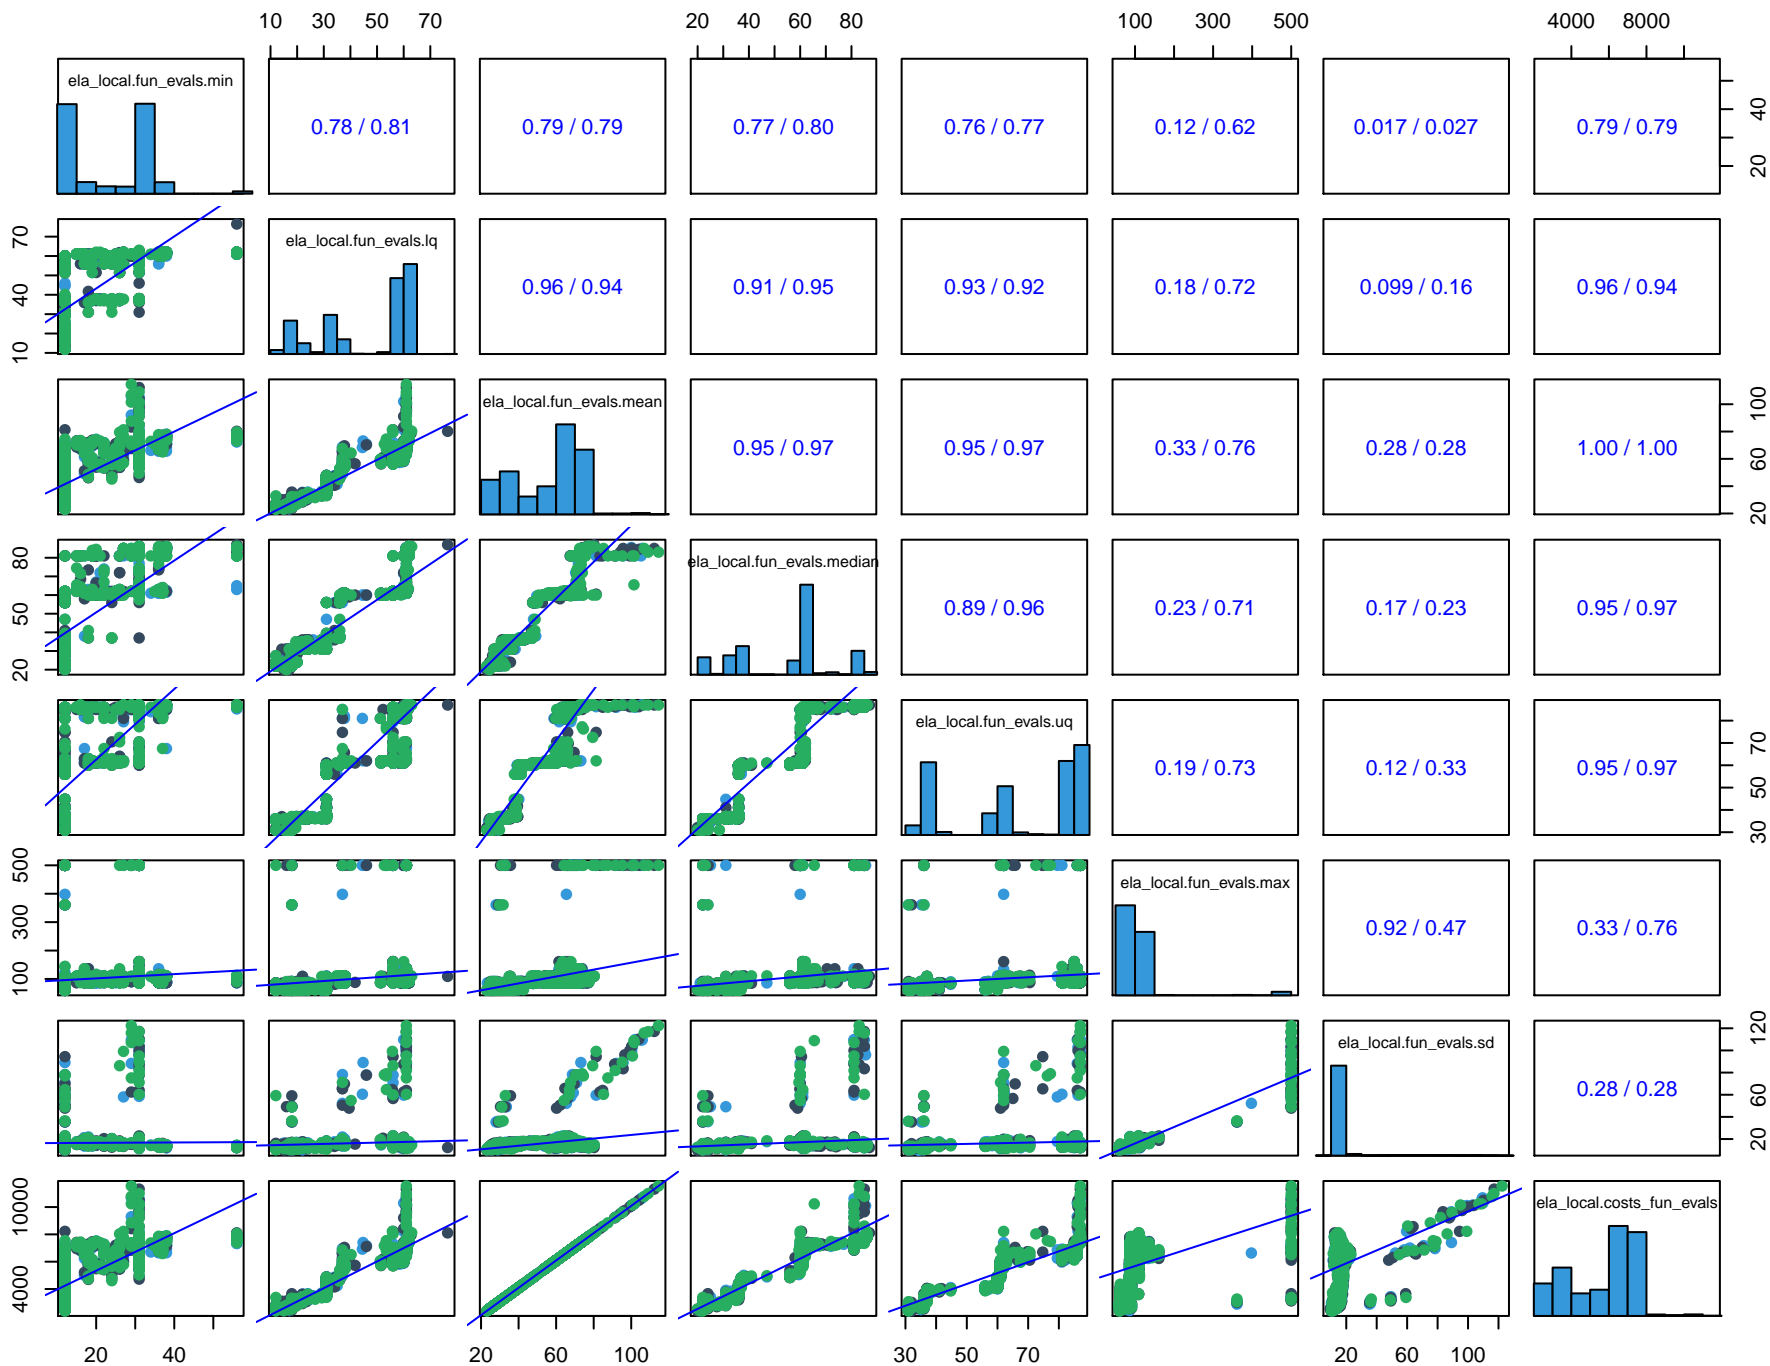 10 30 50 70
20 40 60 80
100 300 500
4000 8000
ela_local.fun_evals.min
0.78 / 0.81
0.79 / 0.79
0.77 / 0.80
0.76 / 0.77
0.12 / 0.62
0.017 / 0.027
0.79 / 0.79
20 40
10 40 70
ela_local.fun_evals.lq
0.96 / 0.94
0.91 / 0.95
0.93 / 0.92
0.18 / 0.72
0.099 / 0.16
0.96 / 0.94
ela_local.fun_evals.mean
0.95 / 0.97
0.95 / 0.97
0.33 / 0.76
0.28 / 0.28
1.00 / 1.00
20 60 100
20 50 80
ela_local.fun_evals.median
0.89 / 0.96
0.23 / 0.71
0.17 / 0.23
0.95 / 0.97
ela_local.fun_evals.uq
0.19 / 0.73
0.12 / 0.33
0.95 / 0.97
30 50 70
100 300 500
ela_local.fun_evals.max
0.92 / 0.47
0.33 / 0.76
ela_local.fun_evals.sd
0.28 / 0.28
20 60 120
4000 10000
ela_local.costs_fun_evals
20 40
20 60 100
30 50 70
20 60 100